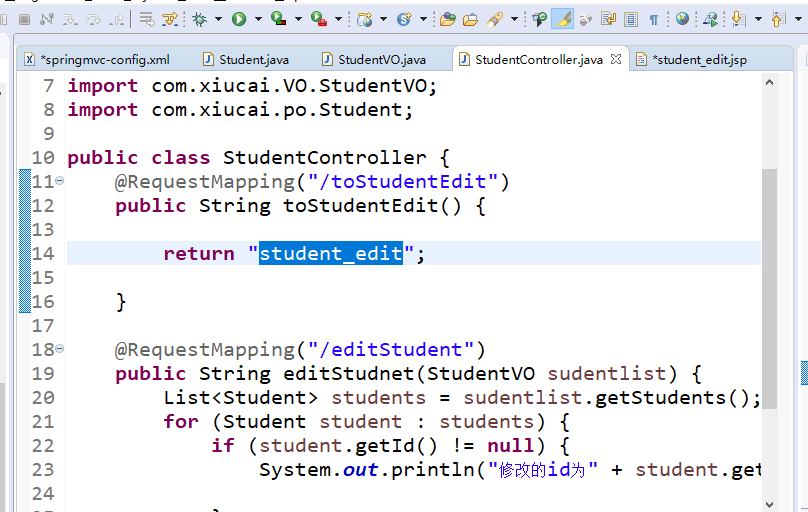 *springmvc-config.xml Student.java StudentVO.java StudentController.java *student_edit.jsp
7 import com.xiucai.VO.StudentVO;
8 import com.xiucai.po.Student;
9
10 public class StudentController {
11 @RequestMapping("/toStudentEdit")
12 public String toStudentEdit() {
13
14 return "student_edit";
15
16 }
17
18 @RequestMapping("/editStudent")
19 public String editStudnet(StudentVO sudentlist) {
20 List<Student> students = sudentlist.getStudents();
21 for (Student student : students) {
22 if (student.getId() != null) {
23 System.out.println("修改的id为" + student.get
24